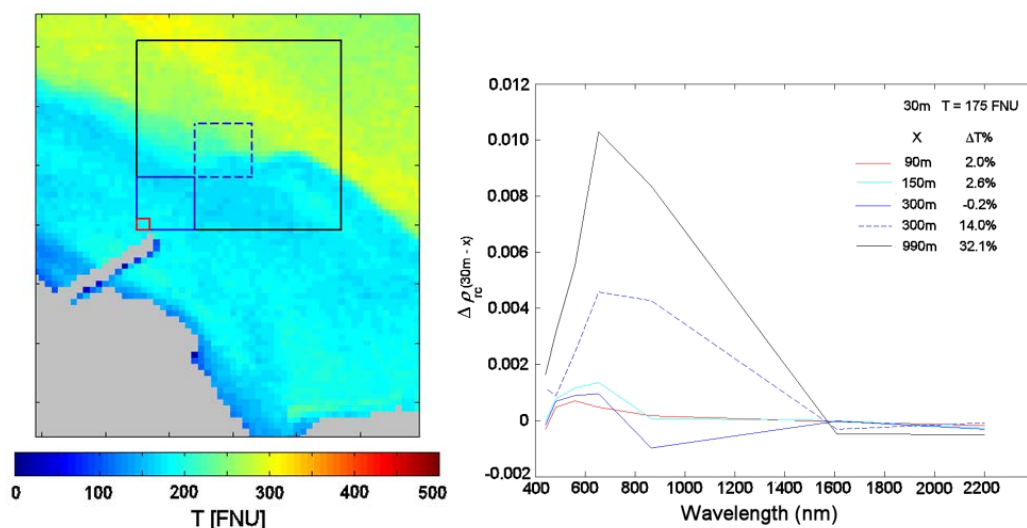 0 100 200 300 400 500
T [FNU]
0.012
0.010
0.008
0.006
0.004
0.002
0
-0.002
Δ ρrc (30m - x)
30m T = 175 FNU
X ΔT%
90m 2.0%
150m 2.6%
300m -0.2%
300m 14.0%
990m 32.1%
400 600 800 1000 1200 1400 1600 1800 2000 2200
Wavelength (nm)